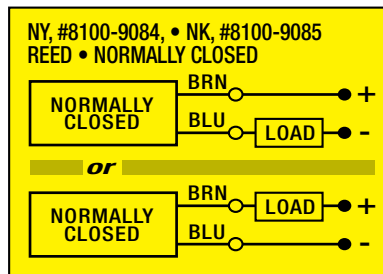 NY, #8100-9084, • NK, #8100-9085
REED • NORMALLY CLOSED
BRN
+
NORMALLY
CLOSED
BLU
LOAD
-
or
BRN
LOAD
+
NORMALLY
CLOSED
BLU
-